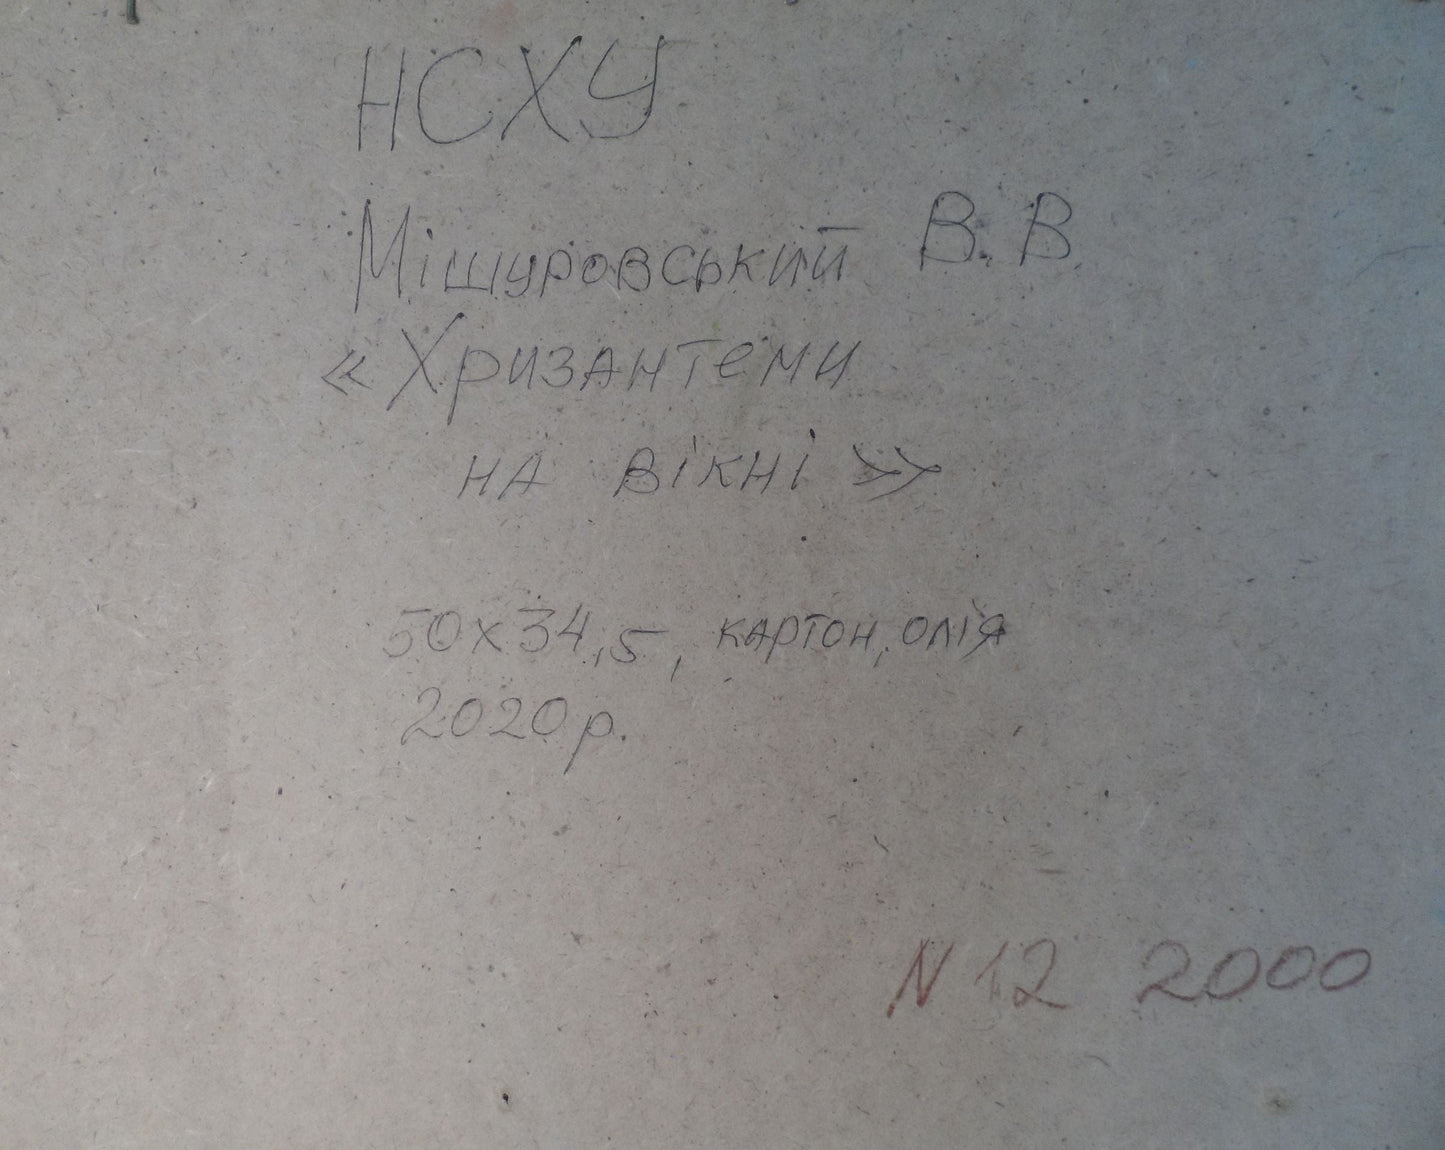 НСХУ
Мішуровський В. В.
«Хризантеми
на вікні»
50х34,5, картон, олія
2020р.
N 12 2000